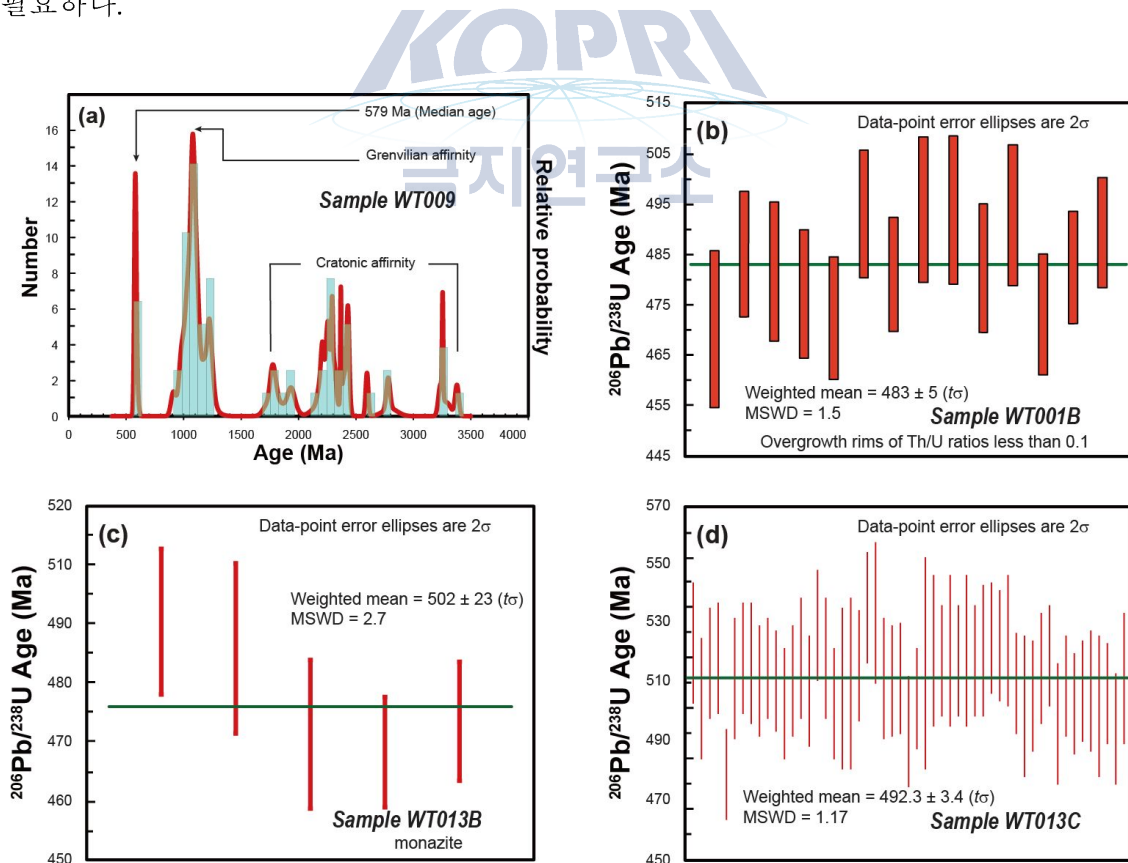 필요하다.
KOPRI
극지연구소
(a)
579 Ma (Median age)
Grenvilian affirnity
Sample WT009
Cratonic affirnity
Number
Relative probability
16
14
12
10
8
6
4
2
0
0 500 1000 1500 2000 2500 3000 3500 4000
Age (Ma)
(b)
Data-point error ellipses are 2σ
206Pb/238U Age (Ma)
515
505
495
485
475
465
455
445
Weighted mean = 483 ± 5 (tσ)
MSWD = 1.5
Sample WT001B
Overgrowth rims of Th/U ratios less than 0.1
(c)
Data-point error ellipses are 2σ
206Pb/238U Age (Ma)
520
510
490
480
470
460
450
Weighted mean = 502 ± 23 (tσ)
MSWD = 2.7
Sample WT013B
monazite
(d)
Data-point error ellipses are 2σ
206Pb/238U Age (Ma)
570
550
530
510
490
470
450
Weighted mean = 492.3 ± 3.4 (tσ)
MSWD = 1.17
Sample WT013C